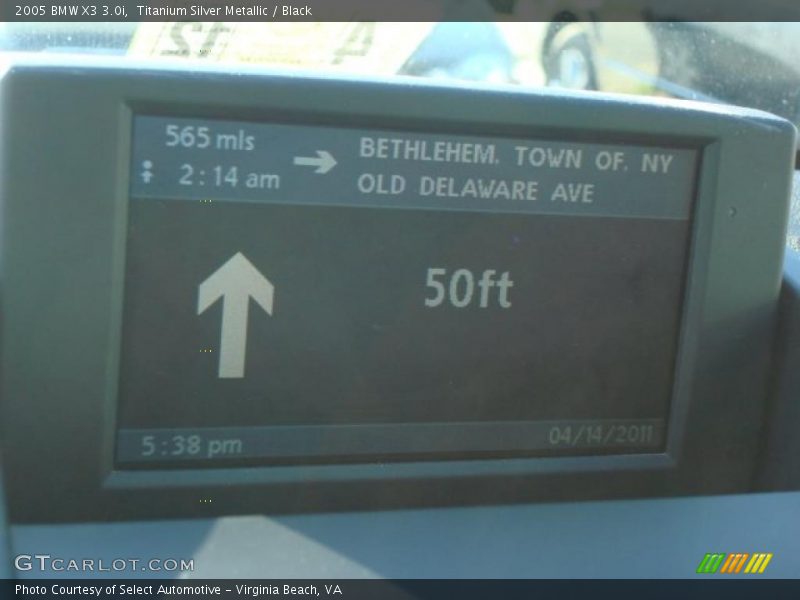 2005 BMW X3 3.0i, Titanium Silver Metallic / Black
565 mls
2:14 am
BETHLEHEM, TOWN OF, NY
OLD DELAWARE AVE
50ft
5:38 pm
04/14/2011
GTCARLOT.COM
Photo Courtesy of Select Automotive - Virginia Beach, VA